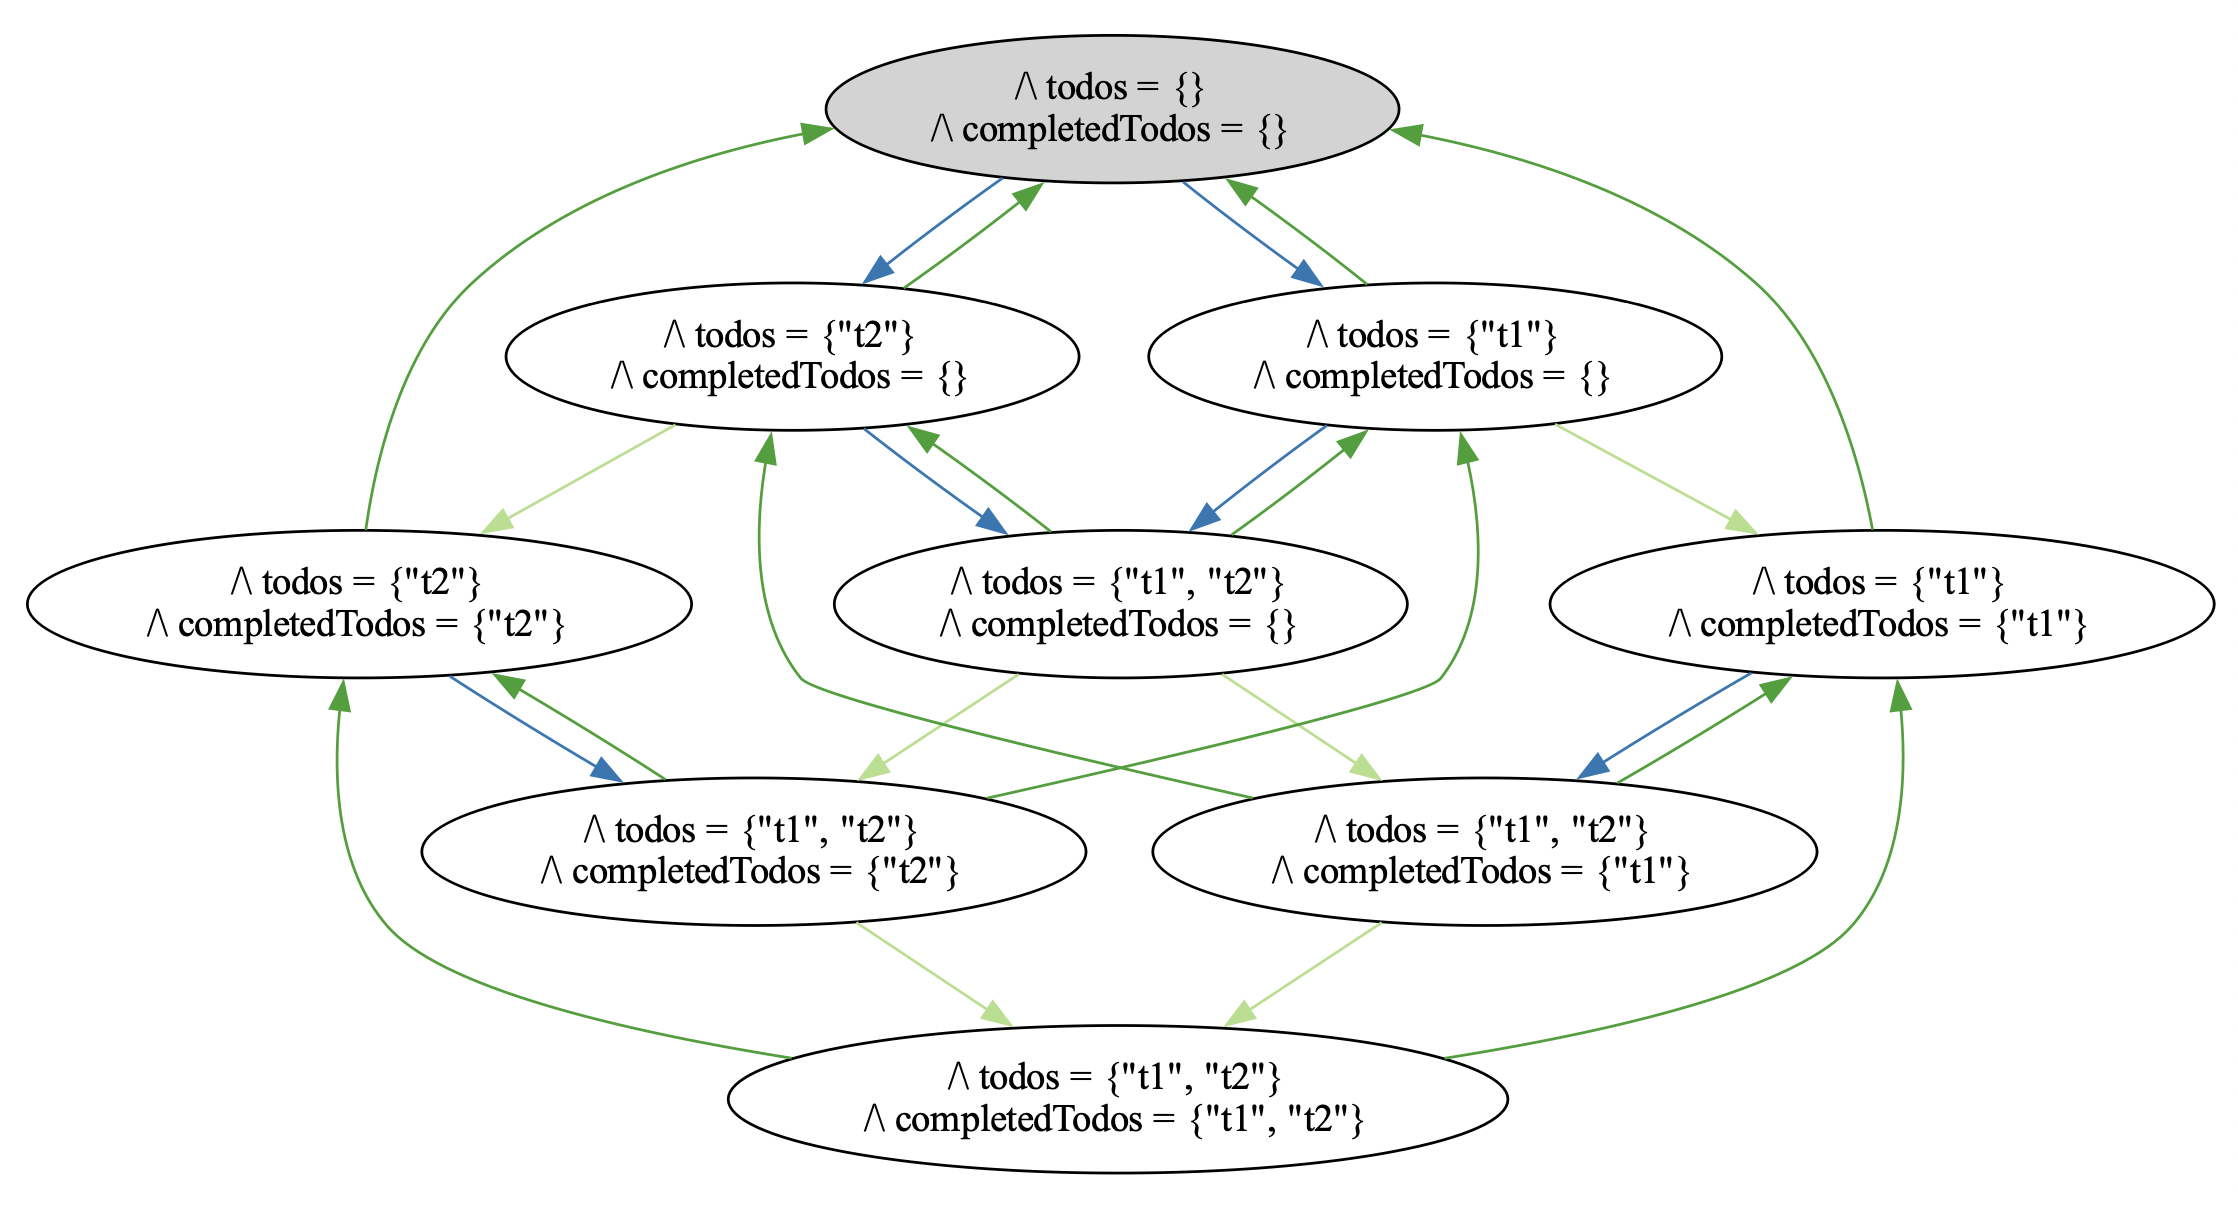 /\ todos = {}
/\ completedTodos = {}
/\ todos = {"t2"}
/\ completedTodos = {}
/\ todos = {"t1"}
/\ completedTodos = {}
/\ todos = {"t2"}
/\ completedTodos = {"t2"}
/\ todos = {"t1", "t2"}
/\ completedTodos = {}
/\ todos = {"t1"}
/\ completedTodos = {"t1"}
/\ todos = {"t1", "t2"}
/\ completedTodos = {"t2"}
/\ todos = {"t1", "t2"}
/\ completedTodos = {"t1"}
/\ todos = {"t1", "t2"}
/\ completedTodos = {"t1", "t2"}